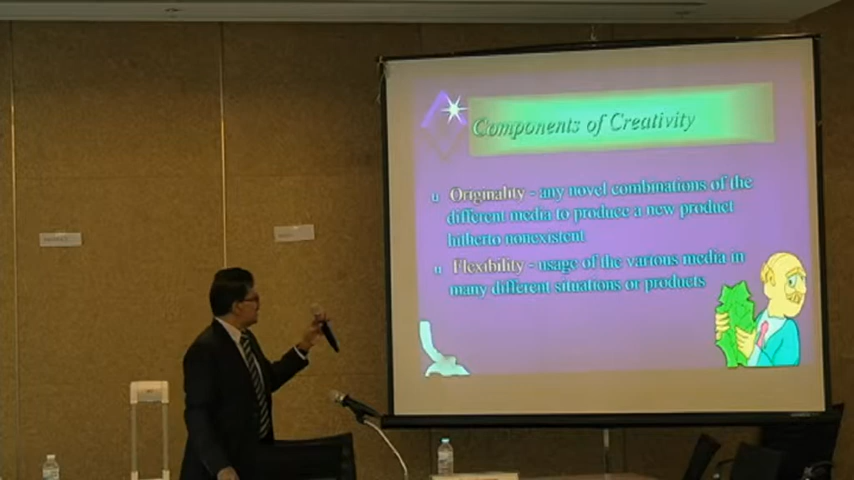 Components of Creativity
Originality - any novel combinations of the
different media to produce a new product
hitherto nonexistent
Flexibility - usage of the various media in
many different situations or products